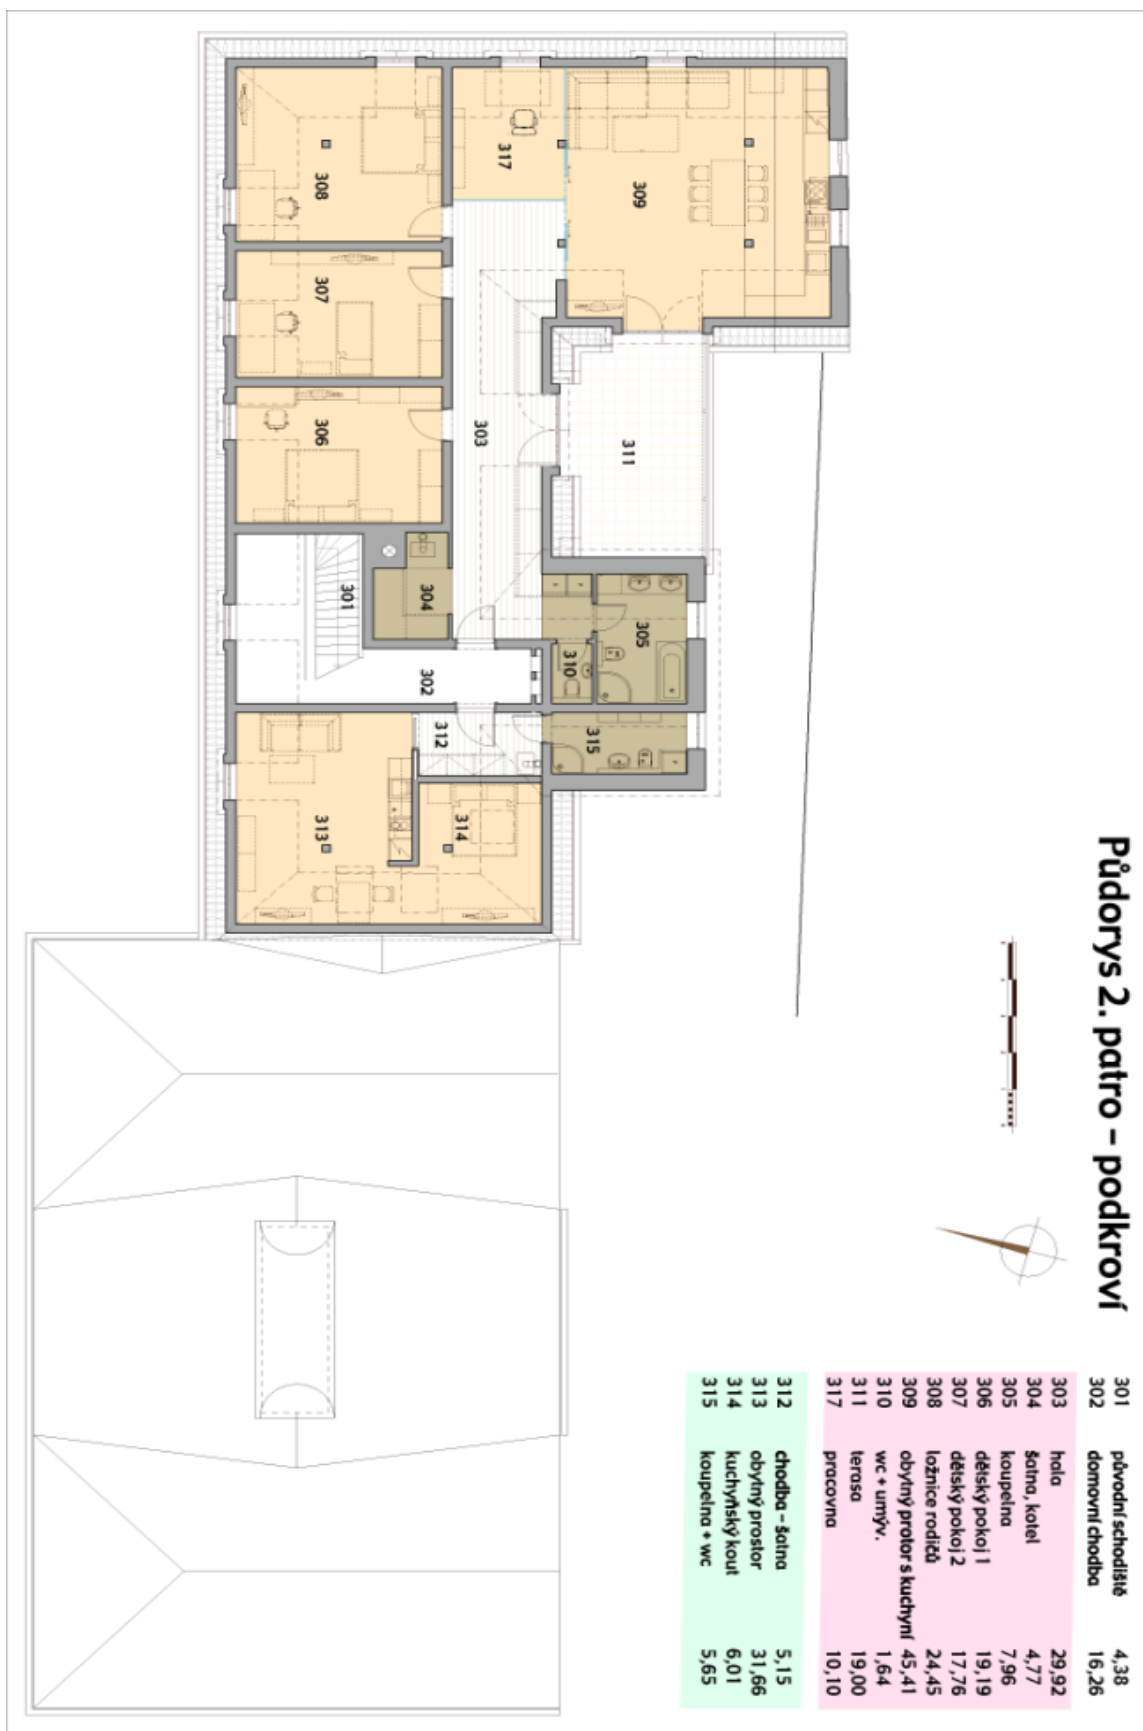 Půdorys 2. patro – podkroví
301 původní schodiště 4,38
302 domovní chodba 16,26
303 hala 29,92
304 šatna, kotel 4,77
305 koupelna 7,96
306 dětský pokoj 1 19,19
307 dětský pokoj 2 17,76
308 ložnice rodičů 24,45
309 obytný protor s kuchyní 45,41
310 wc + umýv. 1,64
311 terasa 19,00
317 pracovna 10,10
312 chodba – šatna 5,15
313 obytný prostor 31,66
314 kuchyňský kout 6,01
315 koupelna + wc 5,65
309
317
308
307
311
303
306
305
310
304
301
302
315
312
314
313